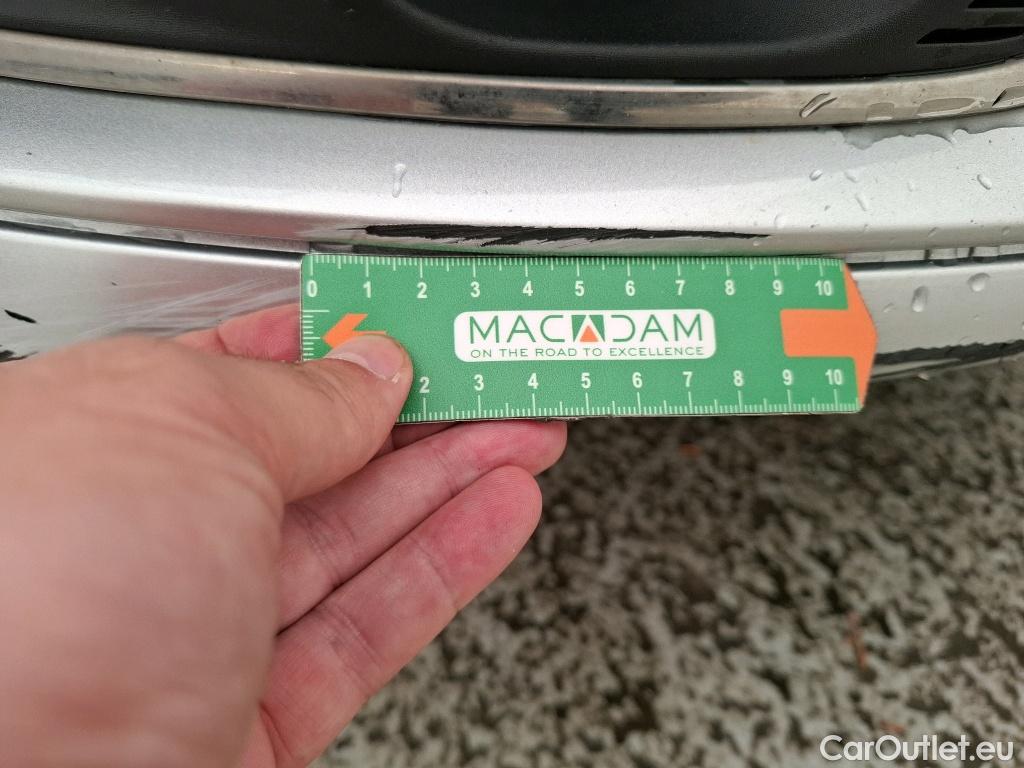 0 1 2 3 4 5 6 7 8 9 10
MACADAM
ON THE ROAD TO EXCELLENCE
2 3 4 5 6 7 8 9 10
CarOutlet.eu